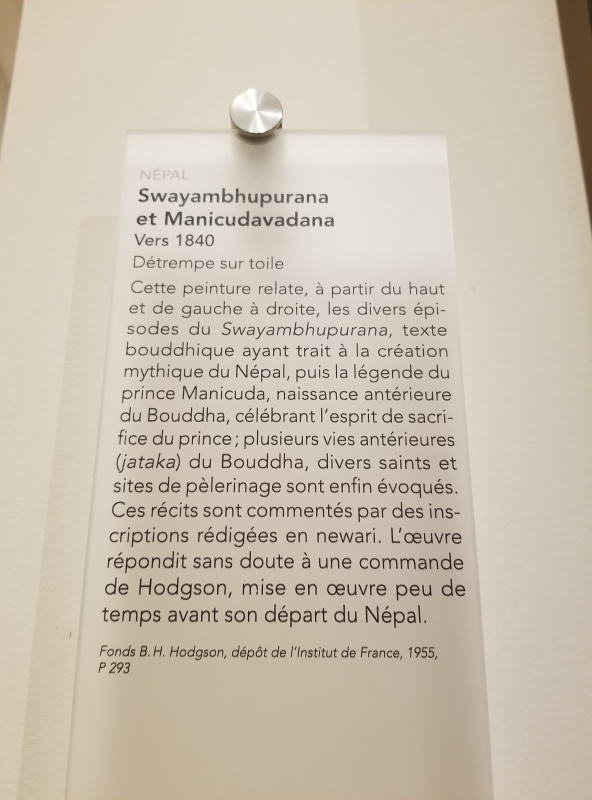 NÉPAL
Swayambhupurana
et Manicudavadana
Vers 1840
Détrempe sur toile
Cette peinture relate, à partir du haut
et de gauche à droite, les divers épi-
sodes du Swayambhupurana, texte
bouddhique ayant trait à la création
mythique du Népal, puis la légende du
prince Manicuda, naissance antérieure
du Bouddha, célébrant l'esprit de sacri-
fice du prince ; plusieurs vies antérieures
(jataka) du Bouddha, divers saints et
sites de pèlerinage sont enfin évoqués.
Ces récits sont commentés par des ins-
criptions rédigées en newari. L'œuvre
répondit sans doute à une commande
de Hodgson, mise en œuvre peu de
temps avant son départ du Népal.
Fonds B. H. Hodgson, dépôt de l'Institut de France, 1955,
P 293